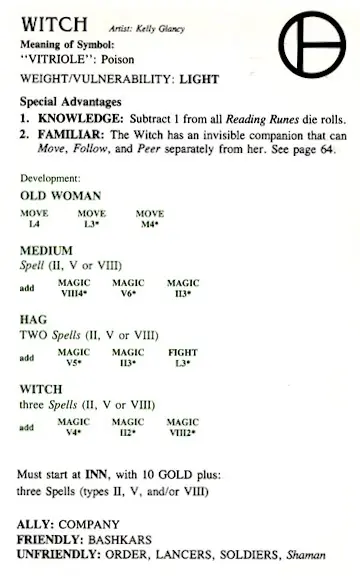 WITCH Artist: Kelly Glancy
Meaning of Symbol:
"VITRIOLE": Poison
WEIGHT/VULNERABILITY: LIGHT
Special Advantages
1. KNOWLEDGE: Subtract 1 from all Reading Runes die rolls.
2. FAMILIAR: The Witch has an invisible companion that can
Move, Follow, and Peer separately from her. See page 64.
Development:
OLD WOMAN
MOVE MOVE MOVE
L4 L3* M4*
MEDIUM
Spell (II, V or VIII)
add MAGIC MAGIC MAGIC
VIII4* V6* II3*
HAG
TWO Spells (II, V or VIII)
add MAGIC MAGIC FIGHT
V5* II3* L3*
WITCH
three Spells (II, V or VIII)
add MAGIC MAGIC MAGIC
V4* II2* VIII2*
Must start at INN, with 10 GOLD plus:
three Spells (types II, V, and/or VIII)
ALLY: COMPANY
FRIENDLY: BASHKARS
UNFRIENDLY: ORDER, LANCERS, SOLDIERS, Shaman